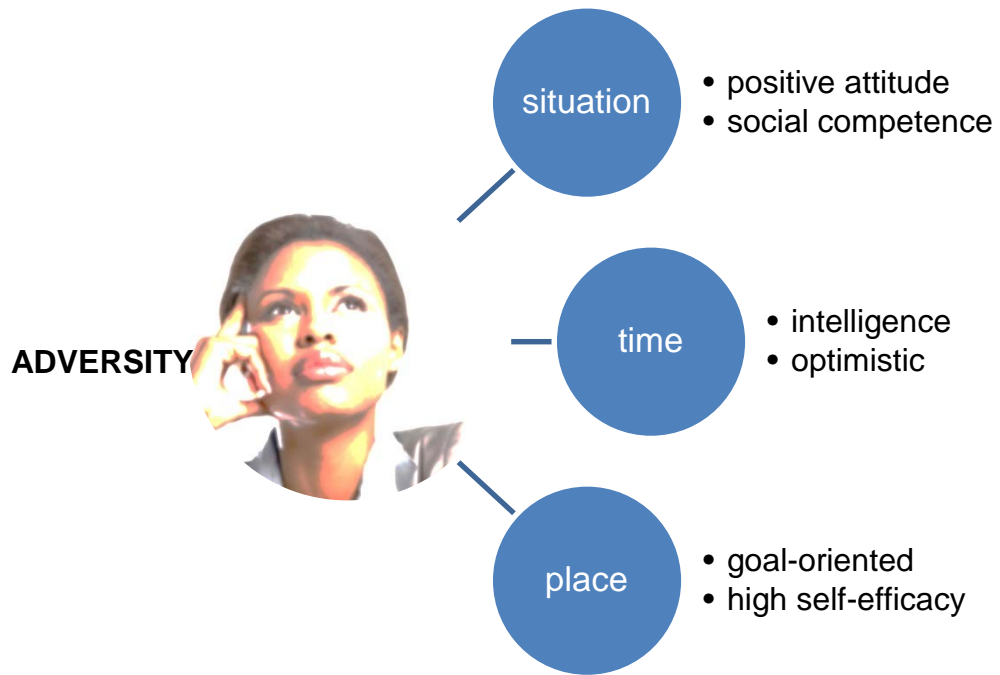 situation
• positive attitude
• social competence
ADVERSITY
time
• intelligence
• optimistic
place
• goal-oriented
• high self-efficacy